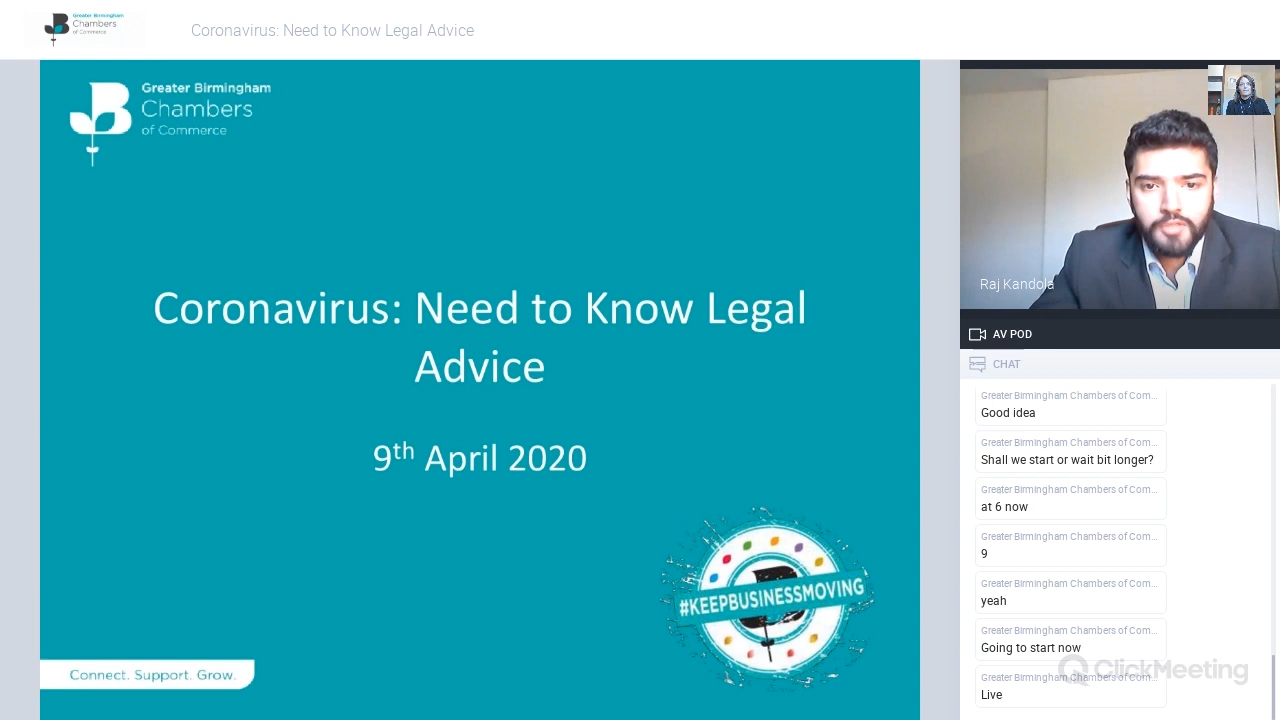 Greater Birmingham
Chambers
of Commerce
Coronavirus: Need to Know Legal Advice
Greater Birmingham
Chambers
of Commerce
Coronavirus: Need to Know Legal
Advice
9th April 2020
#KEEPBUSINESSMOVING
Connect. Support. Grow.
Raj Kandola
AV POD
CHAT
Greater Birmingham Chambers of Com...
Good idea
Greater Birmingham Chambers of Com...
Shall we start or wait bit longer?
Greater Birmingham Chambers of Com...
at 6 now
Greater Birmingham Chambers of Com...
9
Greater Birmingham Chambers of Com...
yeah
Greater Birmingham Chambers of Com...
Going to start now
ClickMeeting
Greater Birmingham Chambers of Com...
Live